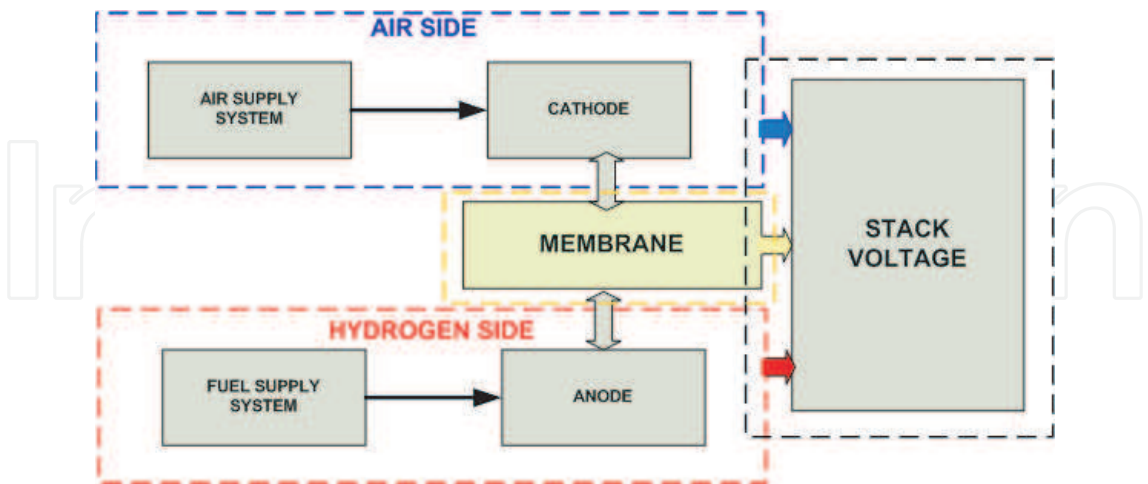 AIR SIDE
AIR SUPPLY
SYSTEM
CATHODE
MEMBRANE
STACK
VOLTAGE
HYDROGEN SIDE
FUEL SUPPLY
SYSTEM
ANODE